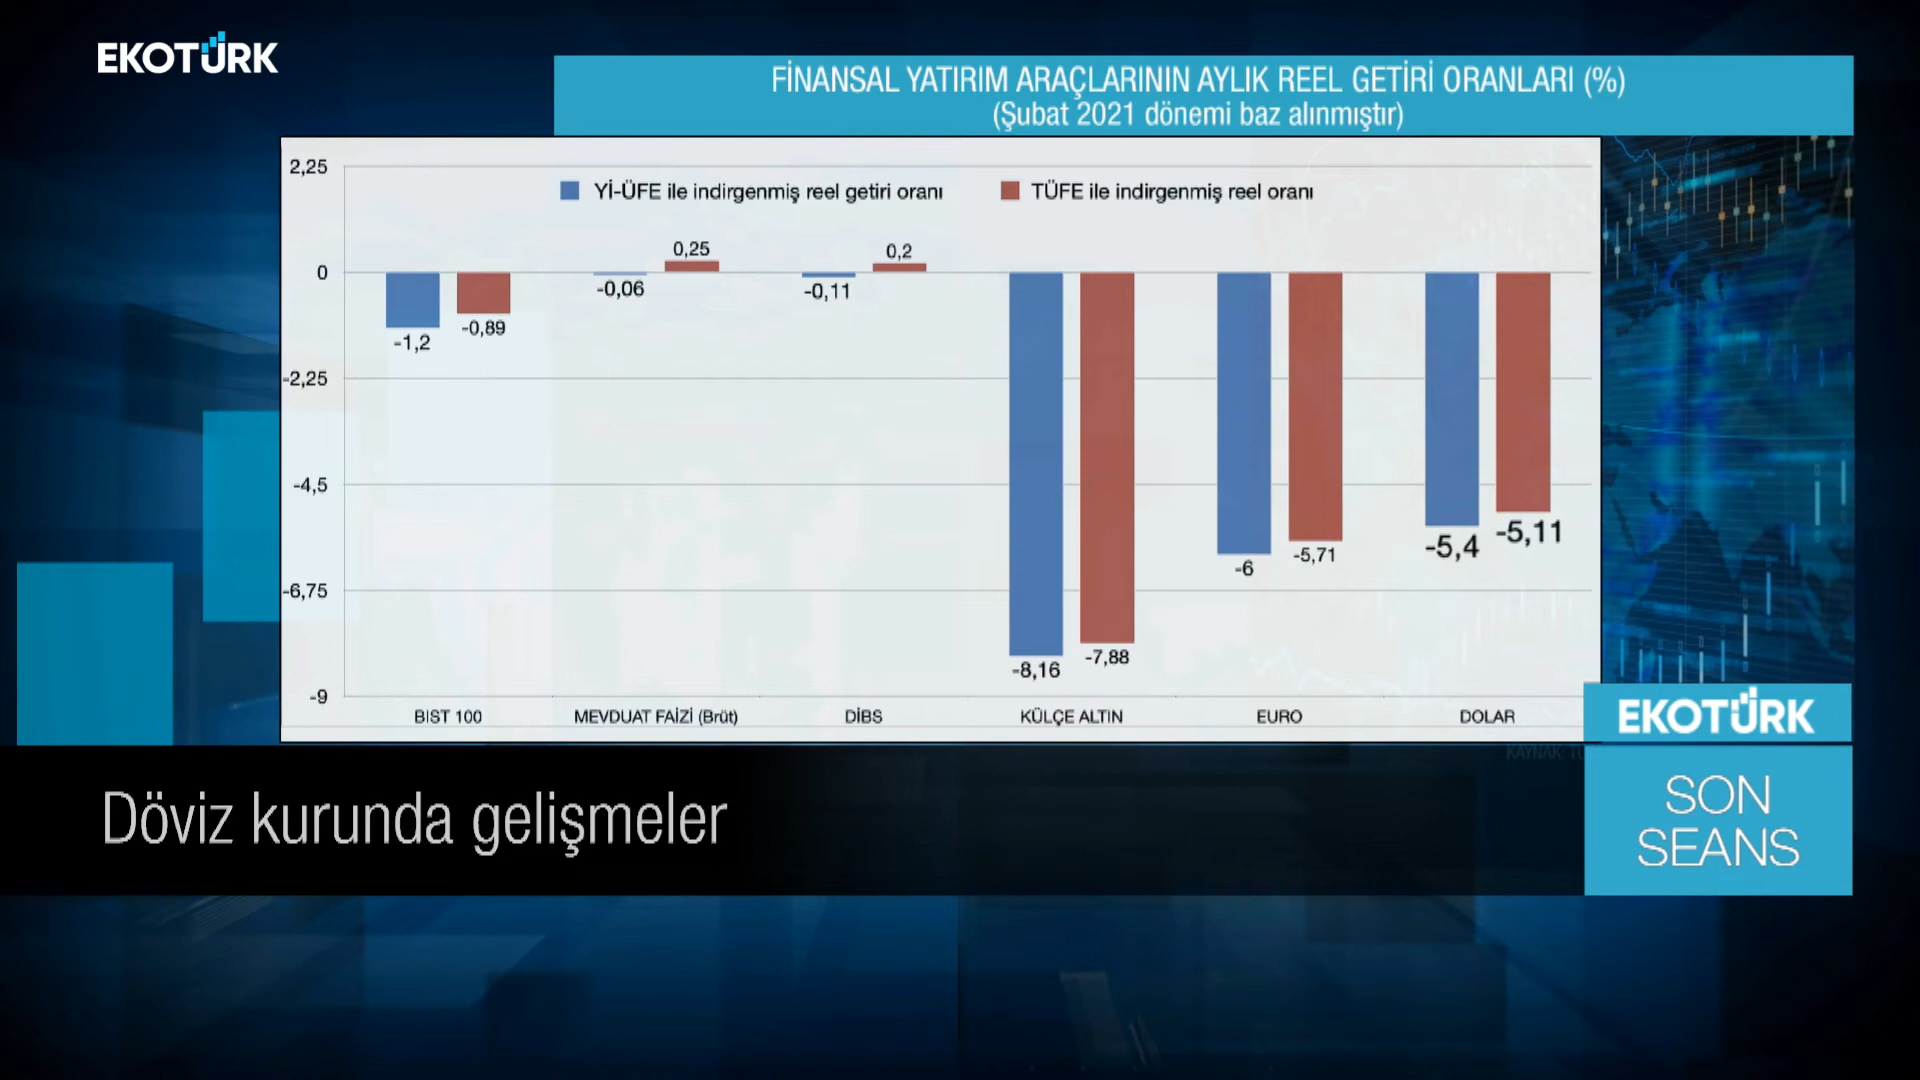 EKOTÜRK
FİNANSAL YATIRIM ARAÇLARININ AYLIK REEL GETİRİ ORANLARI (%)
(Şubat 2021 dönemi baz alınmıştır)
2,25
Yİ-ÜFE ile indirgenmiş reel getiri oranı
TÜFE ile indirgenmiş reel oranı
0,25
0,2
0
-0,06
-0,11
-1,2
-0,89
-2,25
-4,5
-5,4
-5,11
-6
-5,71
-6,75
-8,16
-7,88
-9
BIST 100
MEVDUAT FAİZİ (Brüt)
DİBS
KÜLÇE ALTIN
EURO
DOLAR
EKOTÜRK
KAYNAK
Döviz kurunda gelişmeler
SON
SEANS